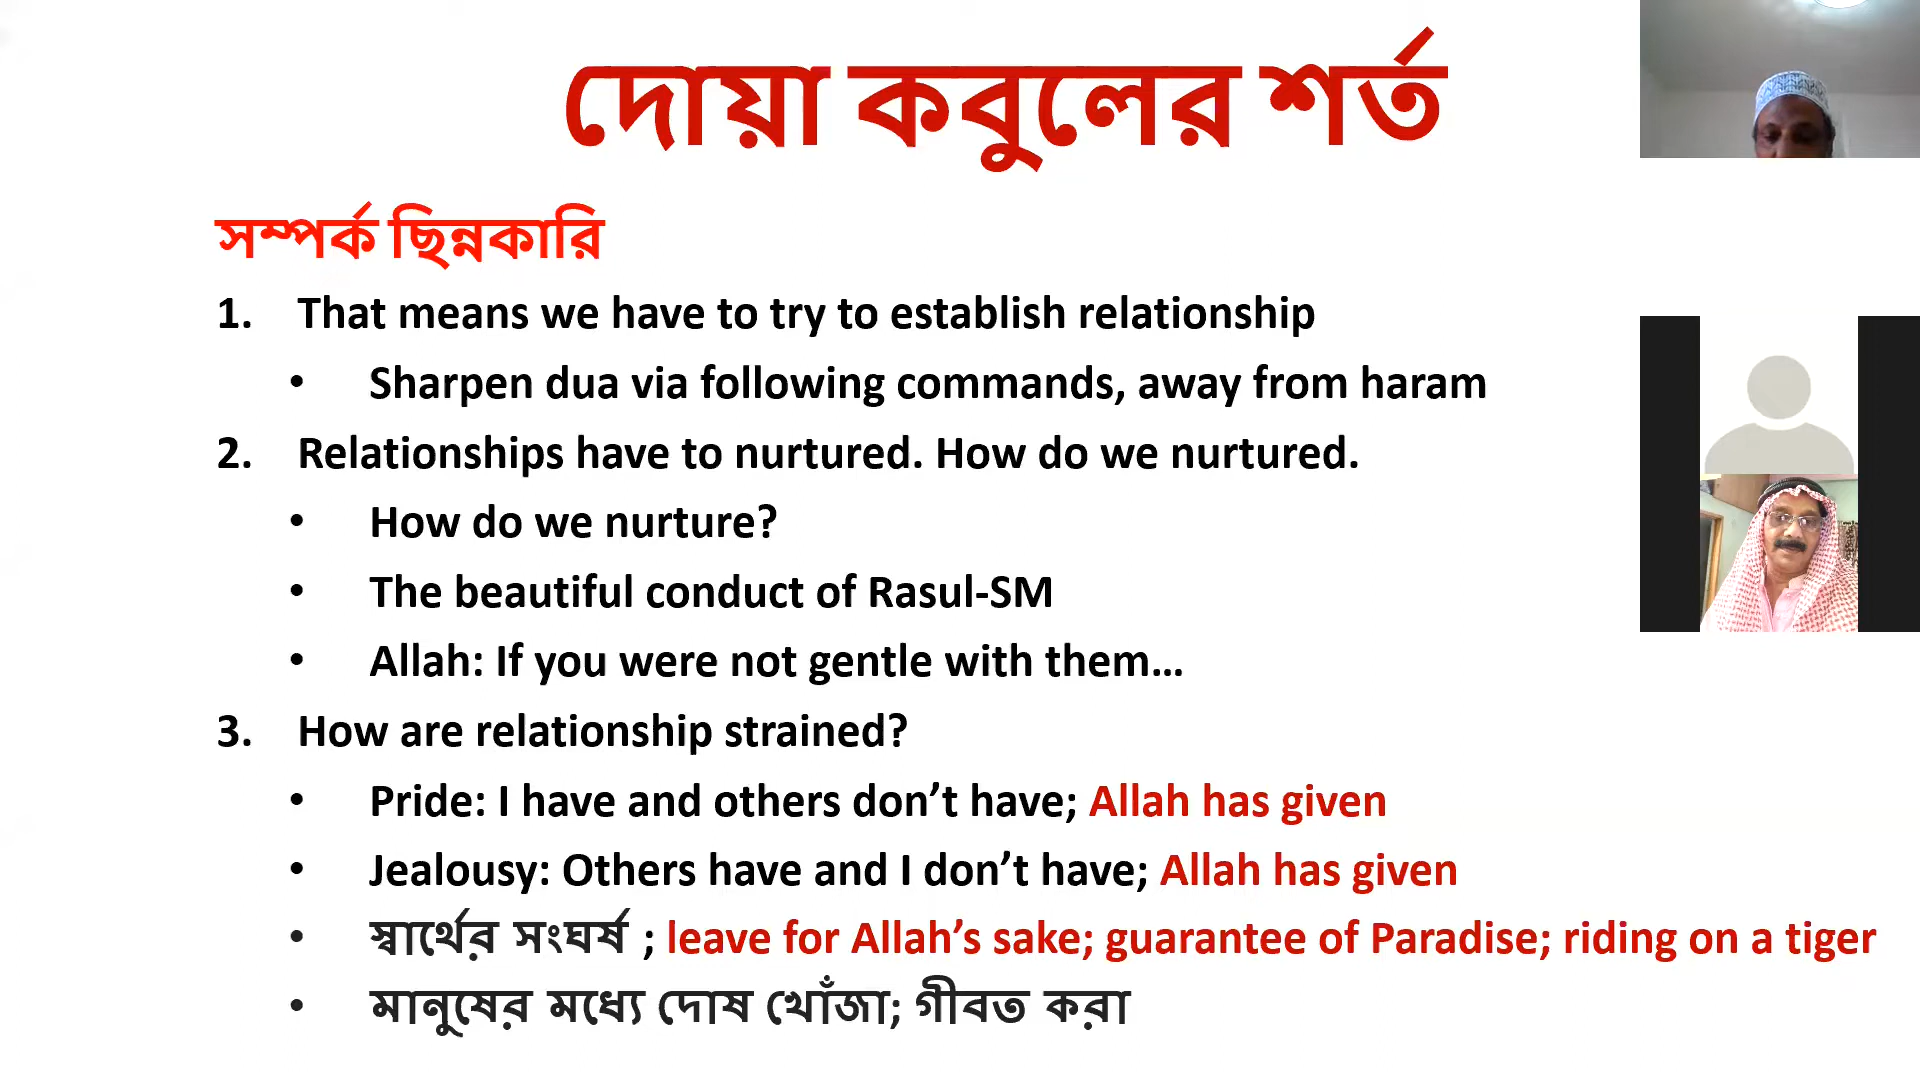 দোয়া কবুলের শর্ত
সম্পর্ক ছিন্নকারি
1. That means we have to try to establish relationship
• Sharpen dua via following commands, away from haram
2. Relationships have to nurtured. How do we nurtured.
• How do we nurture?
• The beautiful conduct of Rasul-SM
• Allah: If you were not gentle with them...
3. How are relationship strained?
• Pride: I have and others don’t have; Allah has given
• Jealousy: Others have and I don’t have; Allah has given
• স্বার্থের সংঘর্ষ ; leave for Allah’s sake; guarantee of Paradise; riding on a tiger
• মানুষের মধ্যে দোষ খোঁজা; গীবত করা